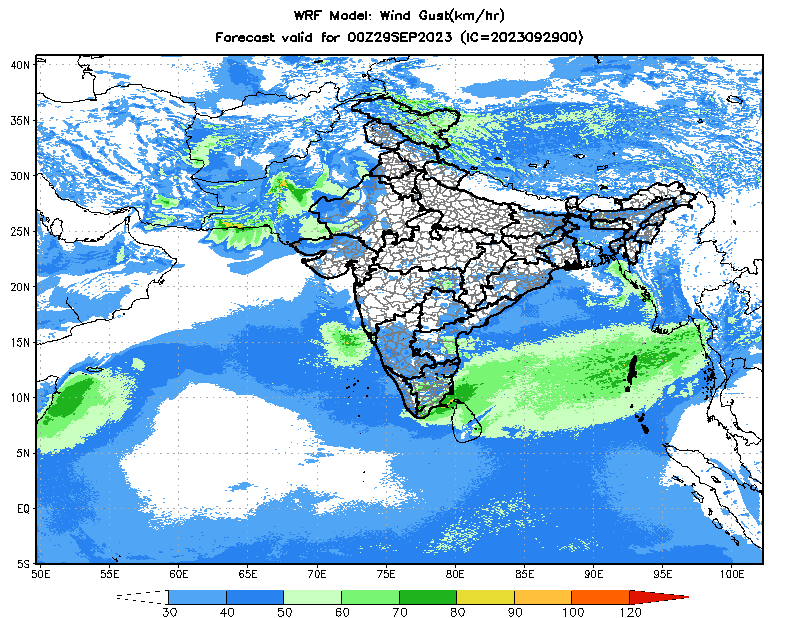 WRF Model: Wind Gust(km/hr)
Forecast valid for 00Z29SEP2023 (IC=2023092900)
40N
35N
30N
25N
20N
15N
10N
5N
EQ
5S
50E 55E 60E 65E 70E 75E 80E 85E 90E 95E 100E
30 40 50 60 70 80 90 100 120